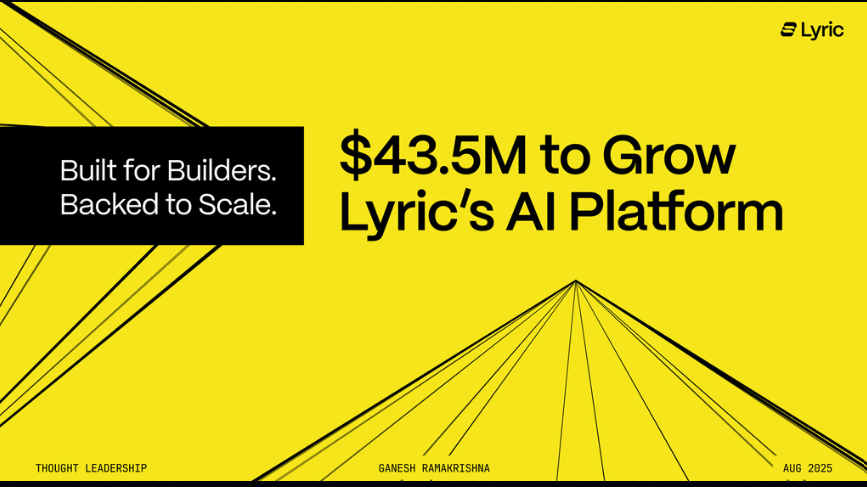 Lyric
Built for Builders.
Backed to Scale.
$43.5M to Grow
Lyric's AI Platform
THOUGHT LEADERSHIP
GANESH RAMAKRISHNA
AUG 2025